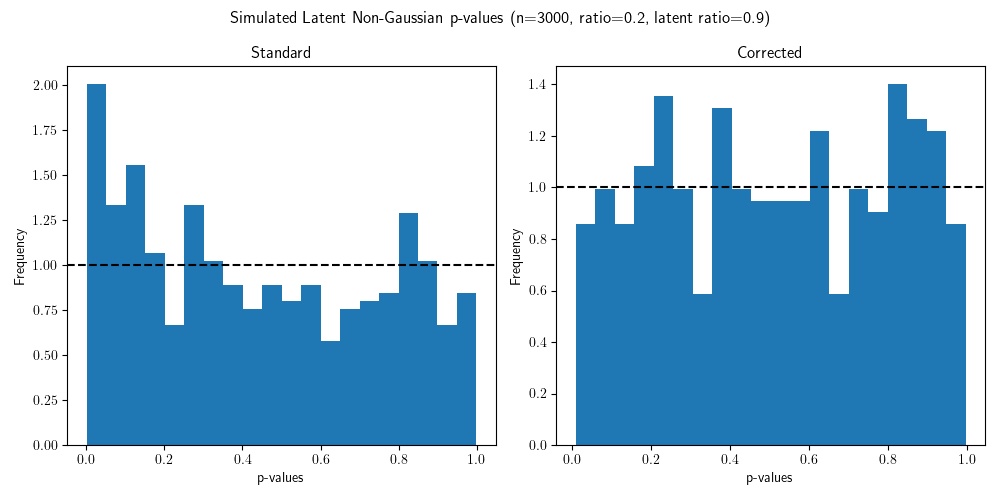 Simulated Latent Non-Gaussian p-values (n=3000, ratio=0.2, latent ratio=0.9)
Standard
Frequency
2.00
1.75
1.50
1.25
1.00
0.75
0.50
0.25
0.00
0.0 0.2 0.4 0.6 0.8 1.0
p-values
Corrected
Frequency
1.4
1.2
1.0
0.8
0.6
0.4
0.2
0.0
0.0 0.2 0.4 0.6 0.8 1.0
p-values